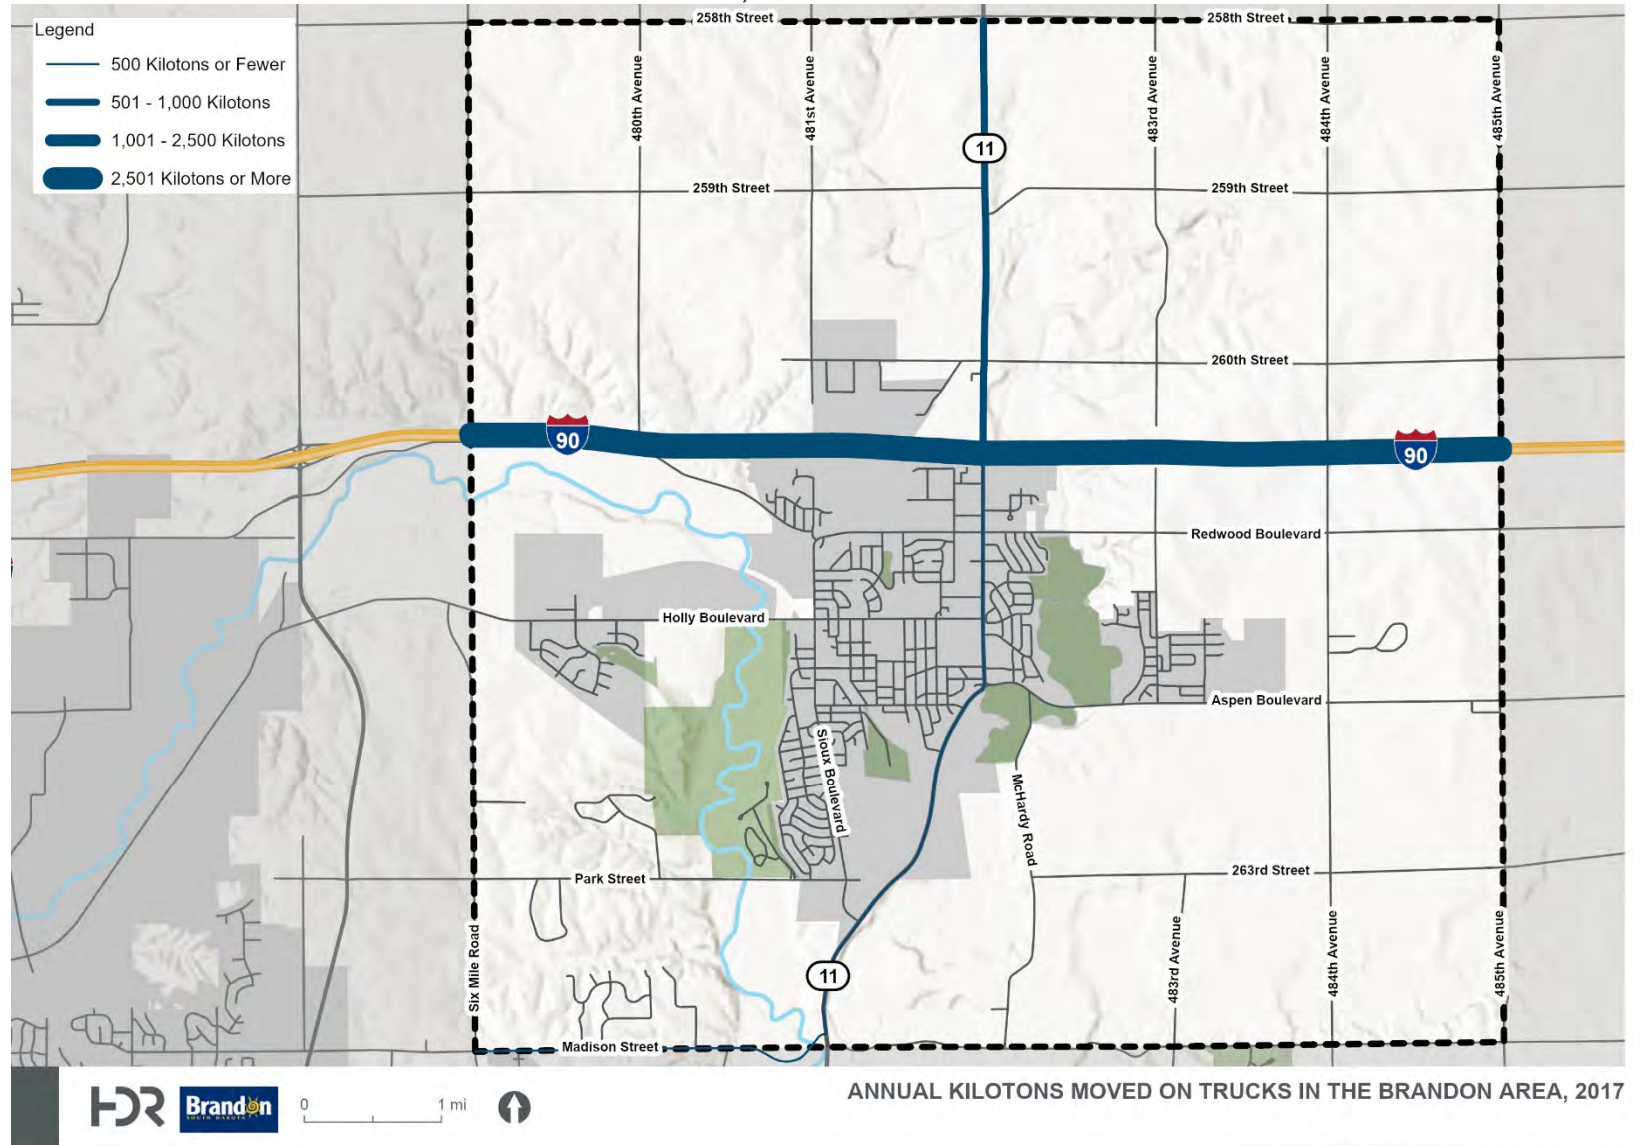 258th Street
258th Street
Legend
500 Kilotons or Fewer
501 - 1,000 Kilotons
1,001 - 2,500 Kilotons
2,501 Kilotons or More
480th Avenue
481st Avenue
483rd Avenue
484th Avenue
485th Avenue
11
259th Street
259th Street
260th Street
90
90
Redwood Boulevard
Holly Boulevard
Aspen Boulevard
Sioux Boulevard
McHardy Road
Park Street
263rd Street
Six Mile Road
11
483rd Avenue
484th Avenue
485th Avenue
Madison Street
HDR
Brandon
SOUTH DAKOTA
0 1 mi
ANNUAL KILOTONS MOVED ON TRUCKS IN THE BRANDON AREA, 2017